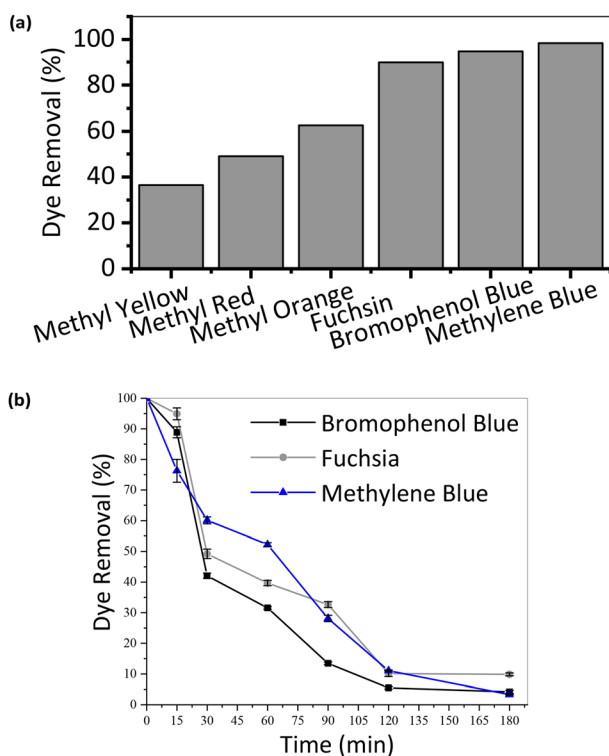 (a)
Dye Removal (%)
100
80
60
40
20
0
Methyl Yellow
Methyl Red
Methyl Orange
Fuchsin
Bromophenol Blue
Methylene Blue
(b)
Dye Removal (%)
100
90
80
70
60
50
40
30
20
10
0
Bromophenol Blue
Fuchsia
Methylene Blue
0 15 30 45 60 75 90 105 120 135 150 165 180
Time (min)